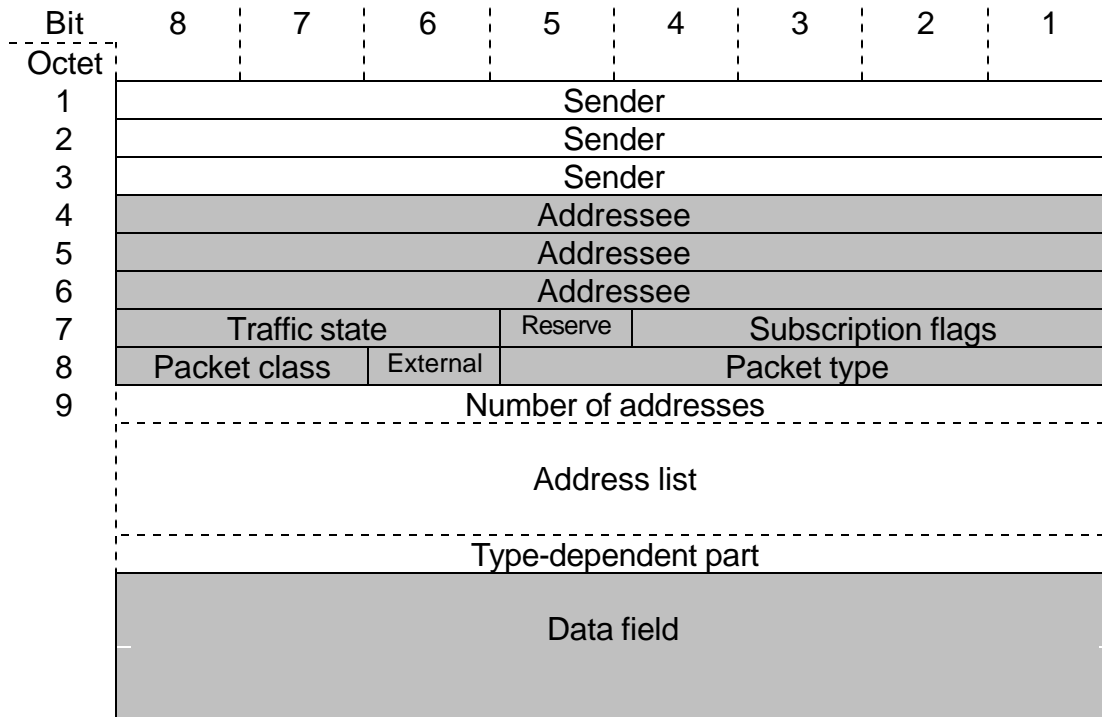 Bit 8 7 6 5 4 3 2 1
Octet
1 Sender
2 Sender
3 Sender
4 Addressee
5 Addressee
6 Addressee
7 Traffic state Reserve Subscription flags
8 Packet class External Packet type
9 Number of addresses
Address list
Type-dependent part
Data field